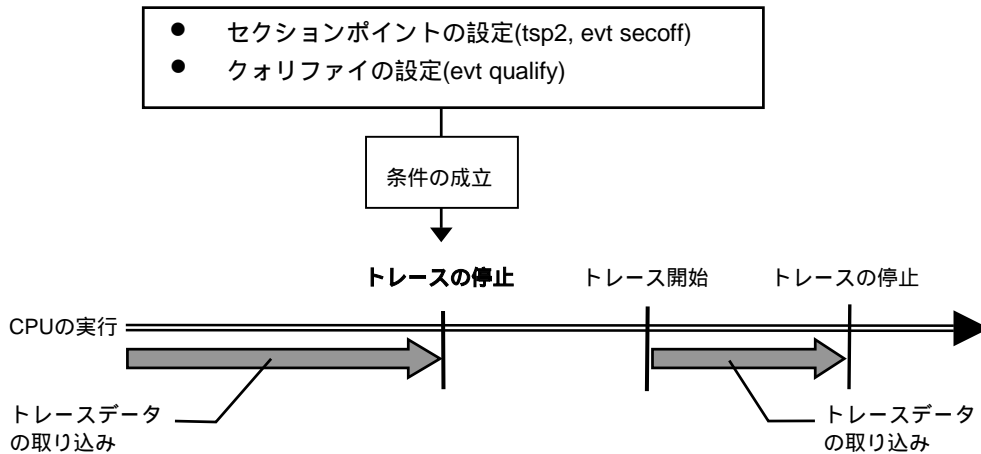 ● セクションポイントの設定(tsp2, evt secoff)
● クォリファイの設定(evt qualify)
条件の成立
トレースの停止
トレース開始
トレースの停止
CPUの実行
トレースデータ
の取り込み
トレースデータ
の取り込み